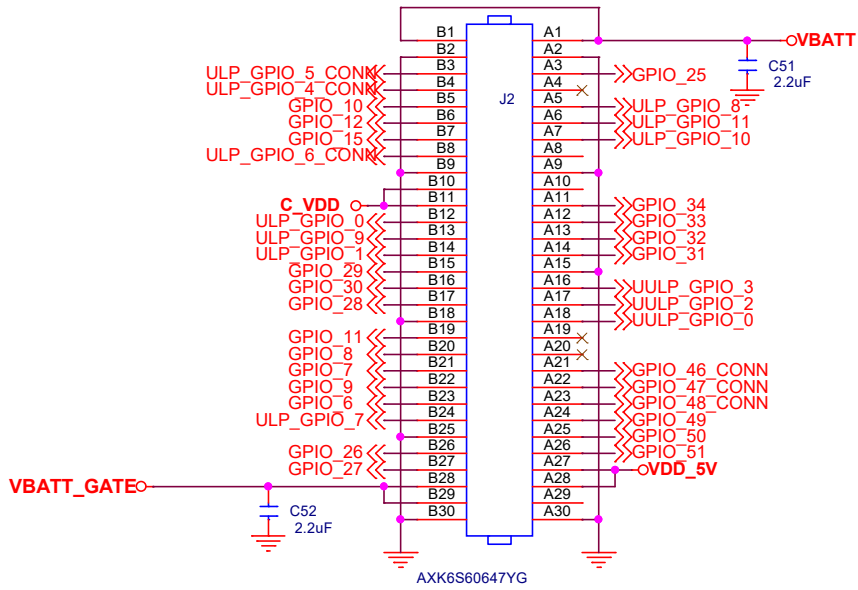 B1 A1
VBATT
B2 A2
ULP_GPIO_5_CONN B3 A3 GPIO_25
C51
2.2uF
ULP_GPIO_4_CONN B4 A4
GPIO_10 B5 J2 A5 ULP_GPIO_8
GPIO_12 B6 A6 ULP_GPIO_11
GPIO_15 B7 A7 ULP_GPIO_10
ULP_GPIO_6_CONN B8 A8
B9 A9
B10 A10
C_VDD B11 A11 GPIO_34
ULP_GPIO_0 B12 A12 GPIO_33
ULP_GPIO_9 B13 A13 GPIO_32
ULP_GPIO_1 B14 A14 GPIO_31
GPIO_29 B15 A15
GPIO_30 B16 A16 UULP_GPIO_3
GPIO_28 B17 A17 UULP_GPIO_2
B18 A18 UULP_GPIO_0
GPIO_11 B19 A19
GPIO_8 B20 A20
GPIO_7 B21 A21 GPIO_46_CONN
GPIO_9 B22 A22 GPIO_47_CONN
GPIO_6 B23 A23 GPIO_48_CONN
ULP_GPIO_7 B24 A24 GPIO_49
B25 A25 GPIO_50
GPIO_26 B26 A26 GPIO_51
GPIO_27 B27 A27 VDD_5V
VBATT_GATE B28 A28
B29 A29
C52
2.2uF
B30 A30
AXK6S60647YG